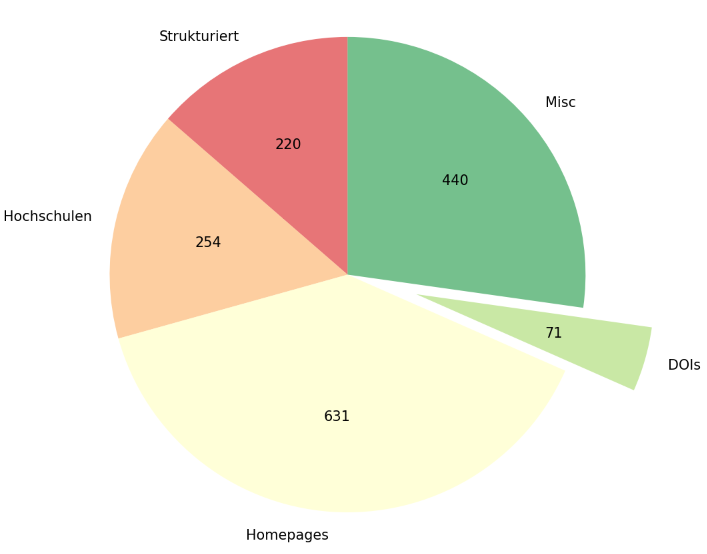 Strukturiert
Misc
220
440
Hochschulen
254
71
DOIs
631
Homepages